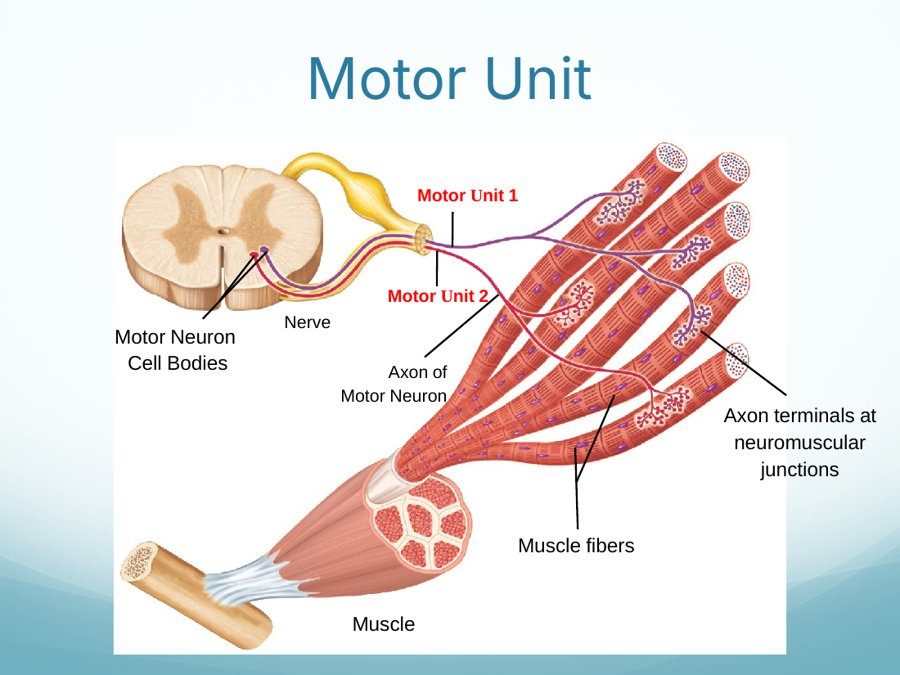 Motor Unit
Motor Unit 1
Motor Unit 2
Nerve
Motor Neuron
Cell Bodies
Axon of
Motor Neuron
Axon terminals at
neuromuscular
junctions
Muscle fibers
Muscle